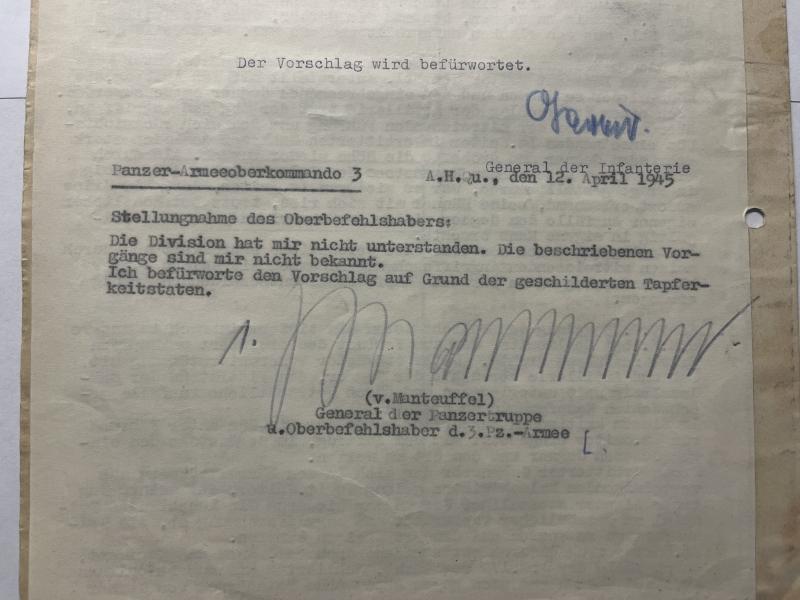 Der Vorschlag wird befürwortet.
General der Infanterie
Panzer-Armeeoberkommando 3
A.H.Qu., den 12. April 1945
Stellungnahme des Oberbefehlshabers:
Die Division hat mir nicht unterstanden. Die beschriebenen Vor-
gänge sind mir nicht bekannt.
Ich befürworte den Vorschlag auf Grund der geschilderten Tapfer-
keitstaten.
1.
(v.Manteuffel)
General der Panzertruppe
u.Oberbefehlshaber d.3.Pz.-Armee